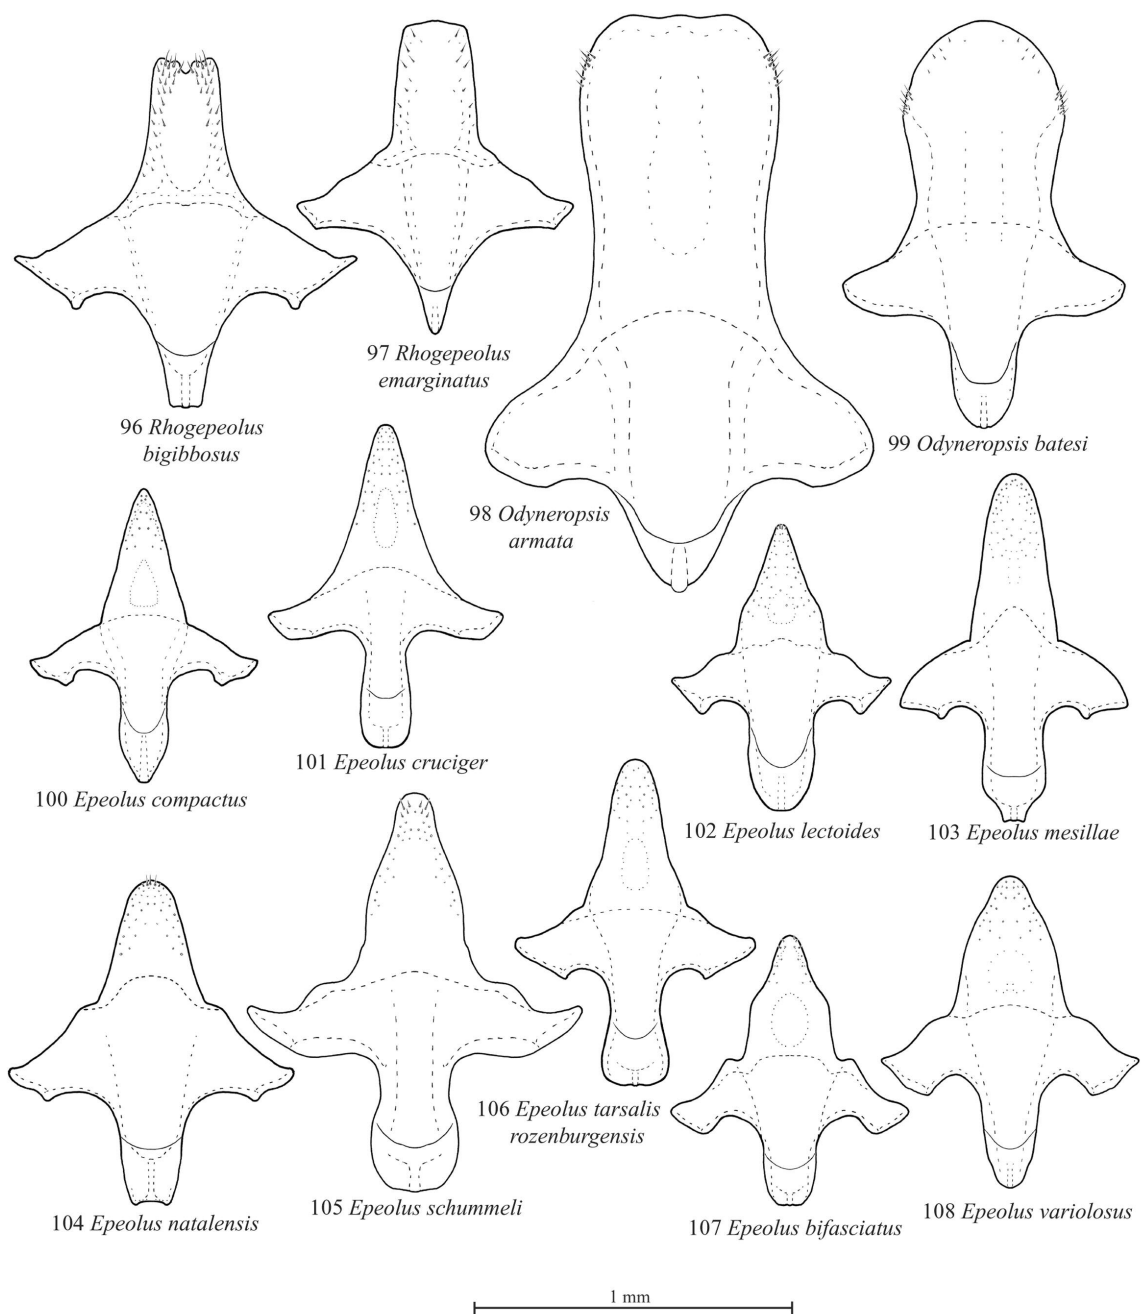 96 Rhogepeolus
bigibbosus
97 Rhogepeolus
emarginatus
98 Odyneropsis
armata
99 Odyneropsis batesi
100 Epeolus compactus
101 Epeolus cruciger
102 Epeolus lectoides
103 Epeolus mesillae
104 Epeolus natalensis
105 Epeolus schummeli
106 Epeolus tarsalis
rozenburgensis
107 Epeolus bifasciatus
108 Epeolus variolosus
1 mm